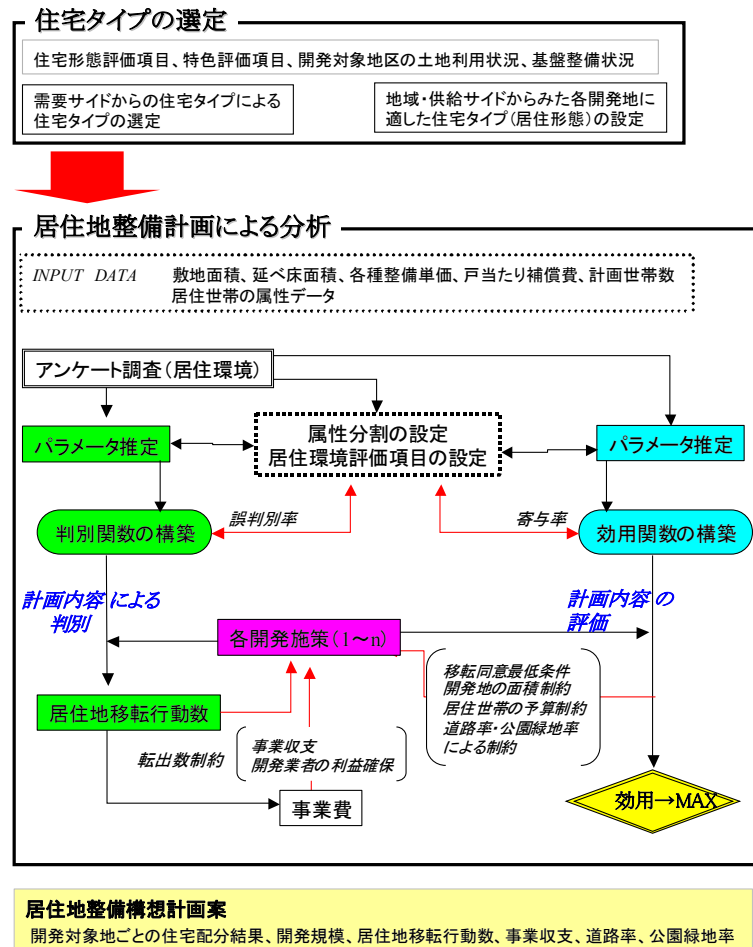 住宅タイプの選定
住宅形態評価項目、特色評価項目、開発対象地区の土地利用状況、基盤整備状況
需要サイドからの住宅タイプによる
住宅タイプの選定
地域・供給サイドからみた各開発地に
適した住宅タイプ(居住形態)の設定
居住地整備計画による分析
INPUT DATA 敷地面積、延べ床面積、各種整備単価、戸当たり補償費、計画世帯数
居住世帯の属性データ
アンケート調査(居住環境)
パラメータ推定
属性分割の設定
居住環境評価項目の設定
パラメータ推定
判別関数の構築
誤判別率
寄与率
効用関数の構築
計画内容による
判別
計画内容の
評価
各開発施策(1～n)
移転同意最低条件
開発地の面積制約
居住世帯の予算制約
道路率・公園緑地率
による制約
居住地移転行動数
転出数制約
事業収支
開発業者の利益確保
事業費
効用→MAX
居住地整備構想計画案
開発対象地ごとの住宅配分結果、開発規模、居住地移転行動数、事業収支、道路率、公園緑地率